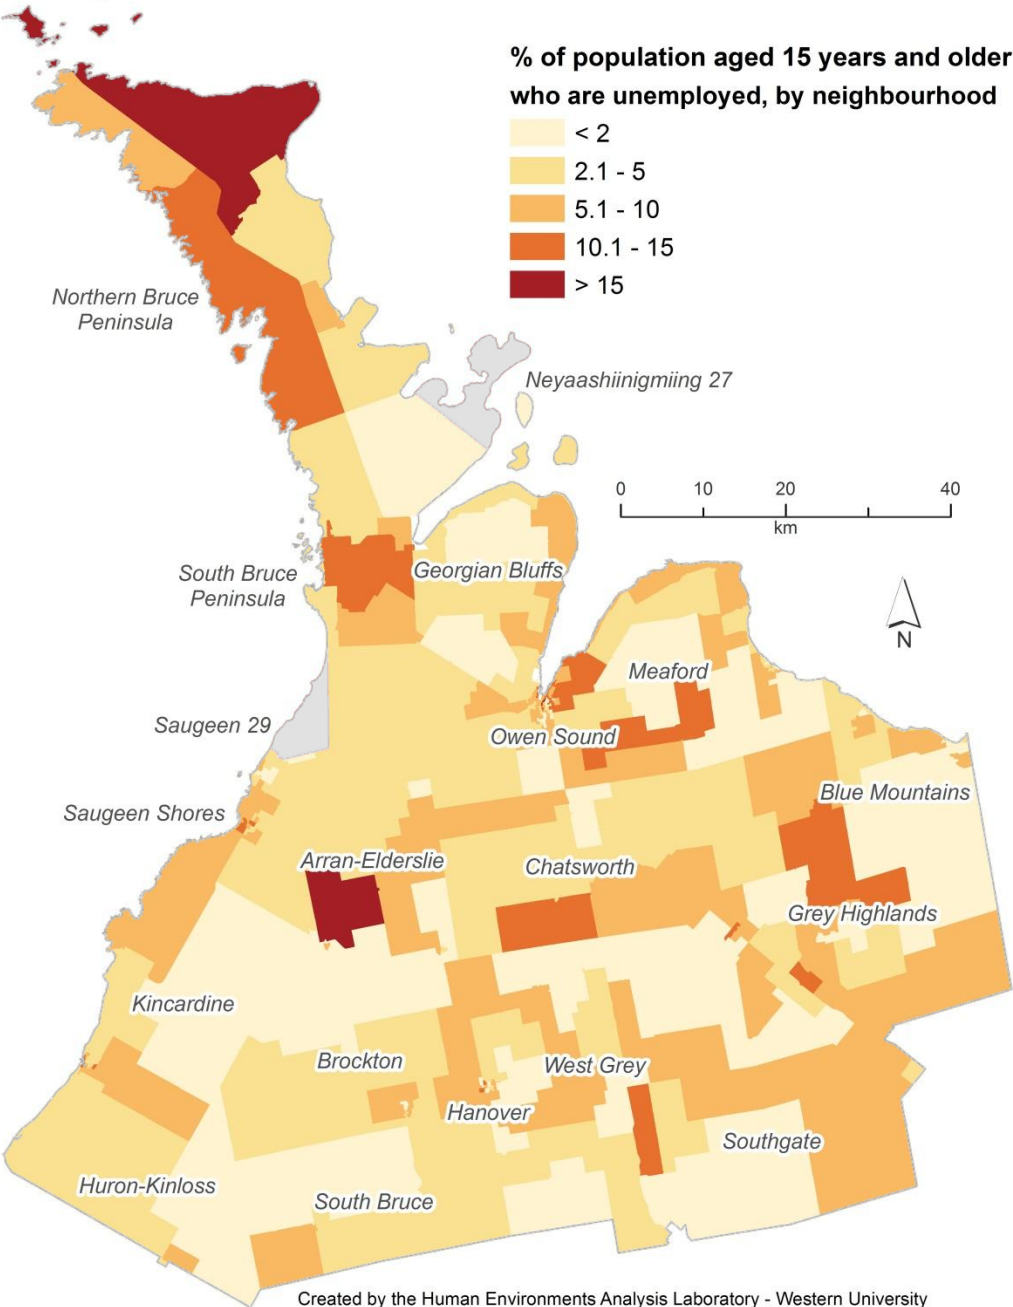 % of population aged 15 years and older
who are unemployed, by neighbourhood
< 2
2.1 - 5
5.1 - 10
10.1 - 15
> 15
Northern Bruce
Peninsula
Neyaashiinigmiing 27
0 10 20 40
km
South Bruce
Peninsula
Georgian Bluffs
N
Meaford
Saugeen 29
Owen Sound
Blue Mountains
Saugeen Shores
Arran-Elderslie
Chatsworth
Grey Highlands
Kincardine
Brockton
West Grey
Hanover
Southgate
Huron-Kinloss
South Bruce
Created by the Human Environments Analysis Laboratory - Western University